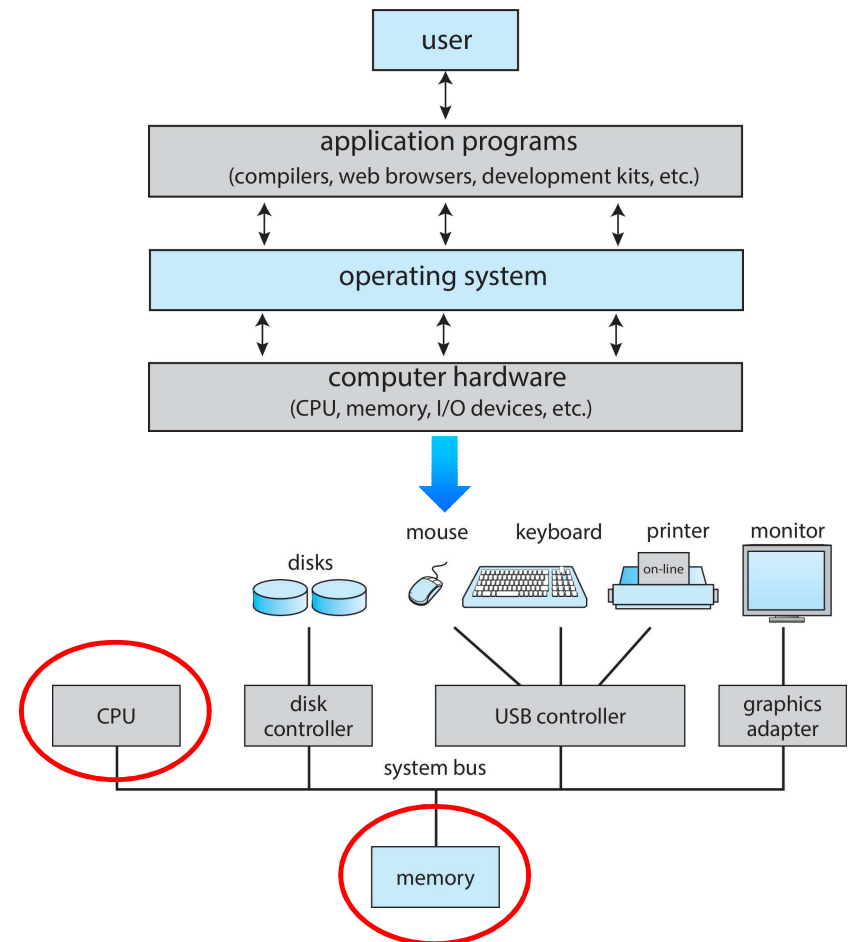 user
application programs
(compilers, web browsers, development kits, etc.)
operating system
computer hardware
(CPU, memory, I/O devices, etc.)
mouse
keyboard
printer
monitor
disks
on-line
CPU
disk
controller
USB controller
graphics
adapter
system bus
memory